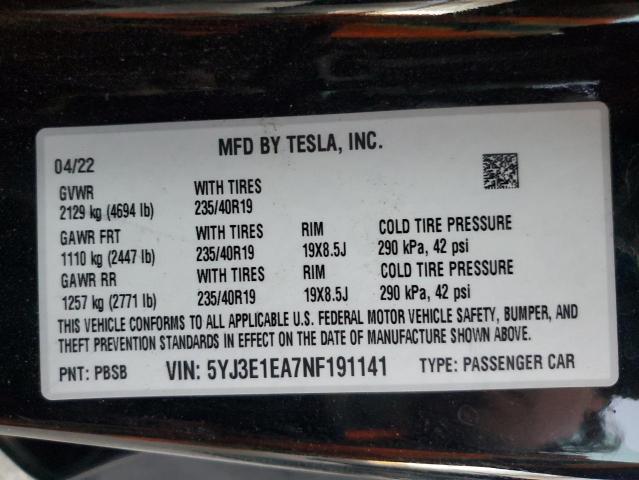 MFD BY TESLA, INC.
04/22
GVWR WITH TIRES
2129 kg (4694 lb) 235/40R19
GAWR FRT WITH TIRES RIM COLD TIRE PRESSURE
1110 kg (2447 lb) 235/40R19 19X8.5J 290 kPa, 42 psi
GAWR RR WITH TIRES RIM COLD TIRE PRESSURE
1257 kg (2771 lb) 235/40R19 19X8.5J 290 kPa, 42 psi
THIS VEHICLE CONFORMS TO ALL APPLICABLE U.S. FEDERAL MOTOR VEHICLE SAFETY, BUMPER, AND
THEFT PREVENTION STANDARDS IN EFFECT ON THE DATE OF MANUFACTURE SHOWN ABOVE.
PNT: PBSB VIN: 5YJ3E1EA7NF191141 TYPE: PASSENGER CAR